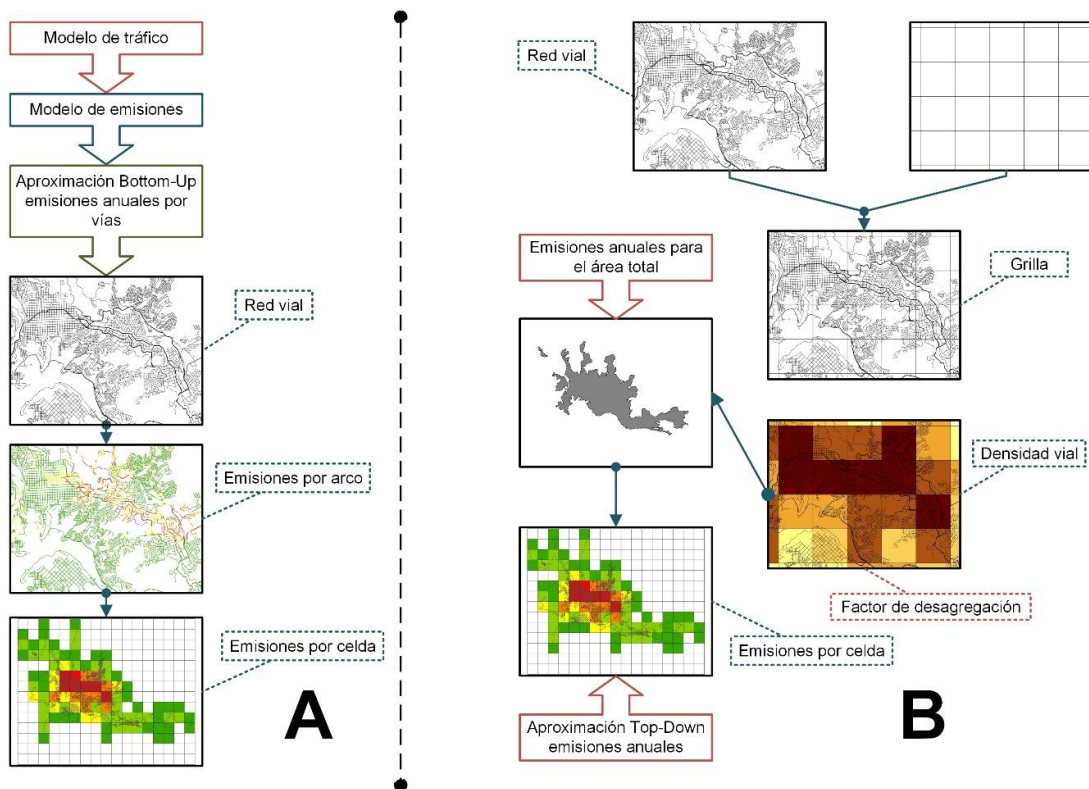 Modelo de tráfico
Modelo de emisiones
Aproximación Bottom-Up
emisiones anuales por
vías
Red vial
Emisiones por arco
Emisiones por celda
A
Red vial
Emisiones anuales para
el área total
Grilla
Densidad vial
Factor de desagregación
Emisiones por celda
Aproximación Top-Down
emisiones anuales
B